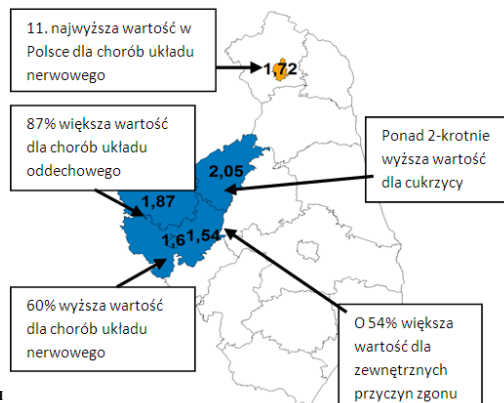 11. najwyższa wartość w
Polsce dla chorób układu
nerwowego
1,72
87% większa wartość
dla chorób układu
oddechowego
Ponad 2-krotnie
wyższa wartość
dla cukrzycy
2,05
1,87
1,6
1,54
60% wyższa wartość
dla chorób układu
nerwowego
O 54% większa
wartość dla
zewnętrznych
przyczyn zgonu